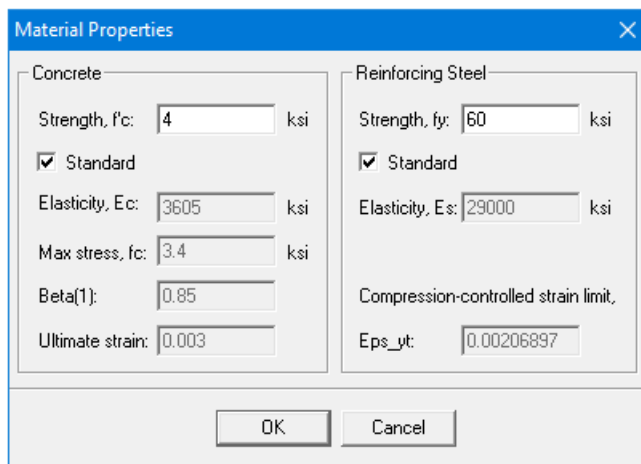 Material Properties
Concrete
Strength, f'c: 4 ksi
Standard
Elasticity, Ec: 3605 ksi
Max stress, fc: 3.4 ksi
Beta(1): 0.85
Ultimate strain: 0.003
Reinforcing Steel
Strength, fy: 60 ksi
Standard
Elasticity, Es: 29000 ksi
Compression-controlled strain limit,
Eps_yt: 0.00206897
OK Cancel